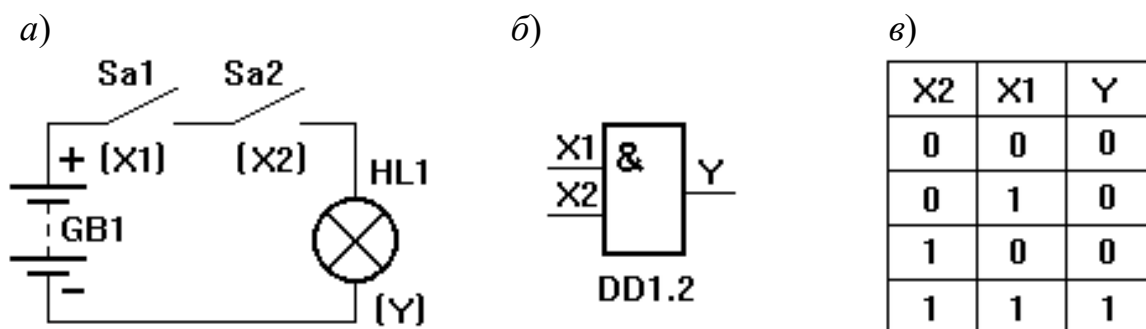 а) б) в)
Sa1 Sa2
(X1) (X2)
+
GB1
-
HL1
(Y)
X1
X2
&
Y
DD1.2
X2 X1 Y
0 0 0
0 1 0
1 0 0
1 1 1